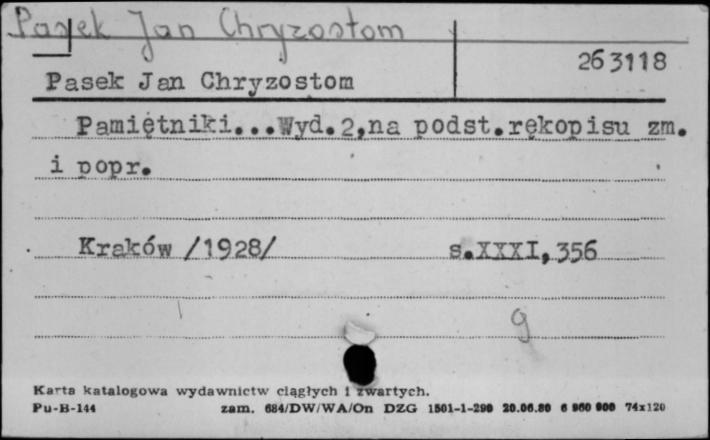 Pasek Jan Chryzostom
263118
Pasek Jan Chryzostom
Pamiętniki...Wyd.2,na podst.rękopisu zm.
i popr.
Kraków /1928/ s.XXXI,356
g
Karta katalogowa wydawnictw ciągłych i zwartych.
Pu-B-144 zam. 684/DW/WA/On DZG 1501-1-290 20.06.80 6 960 000 74x120